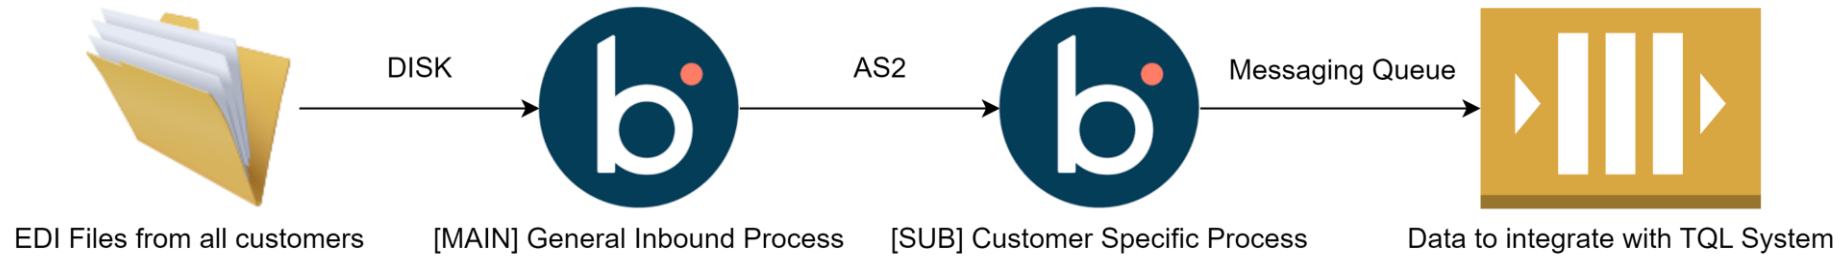 DISK
AS2
Messaging Queue
EDI Files from all customers
[MAIN] General Inbound Process
[SUB] Customer Specific Process
Data to integrate with TQL System